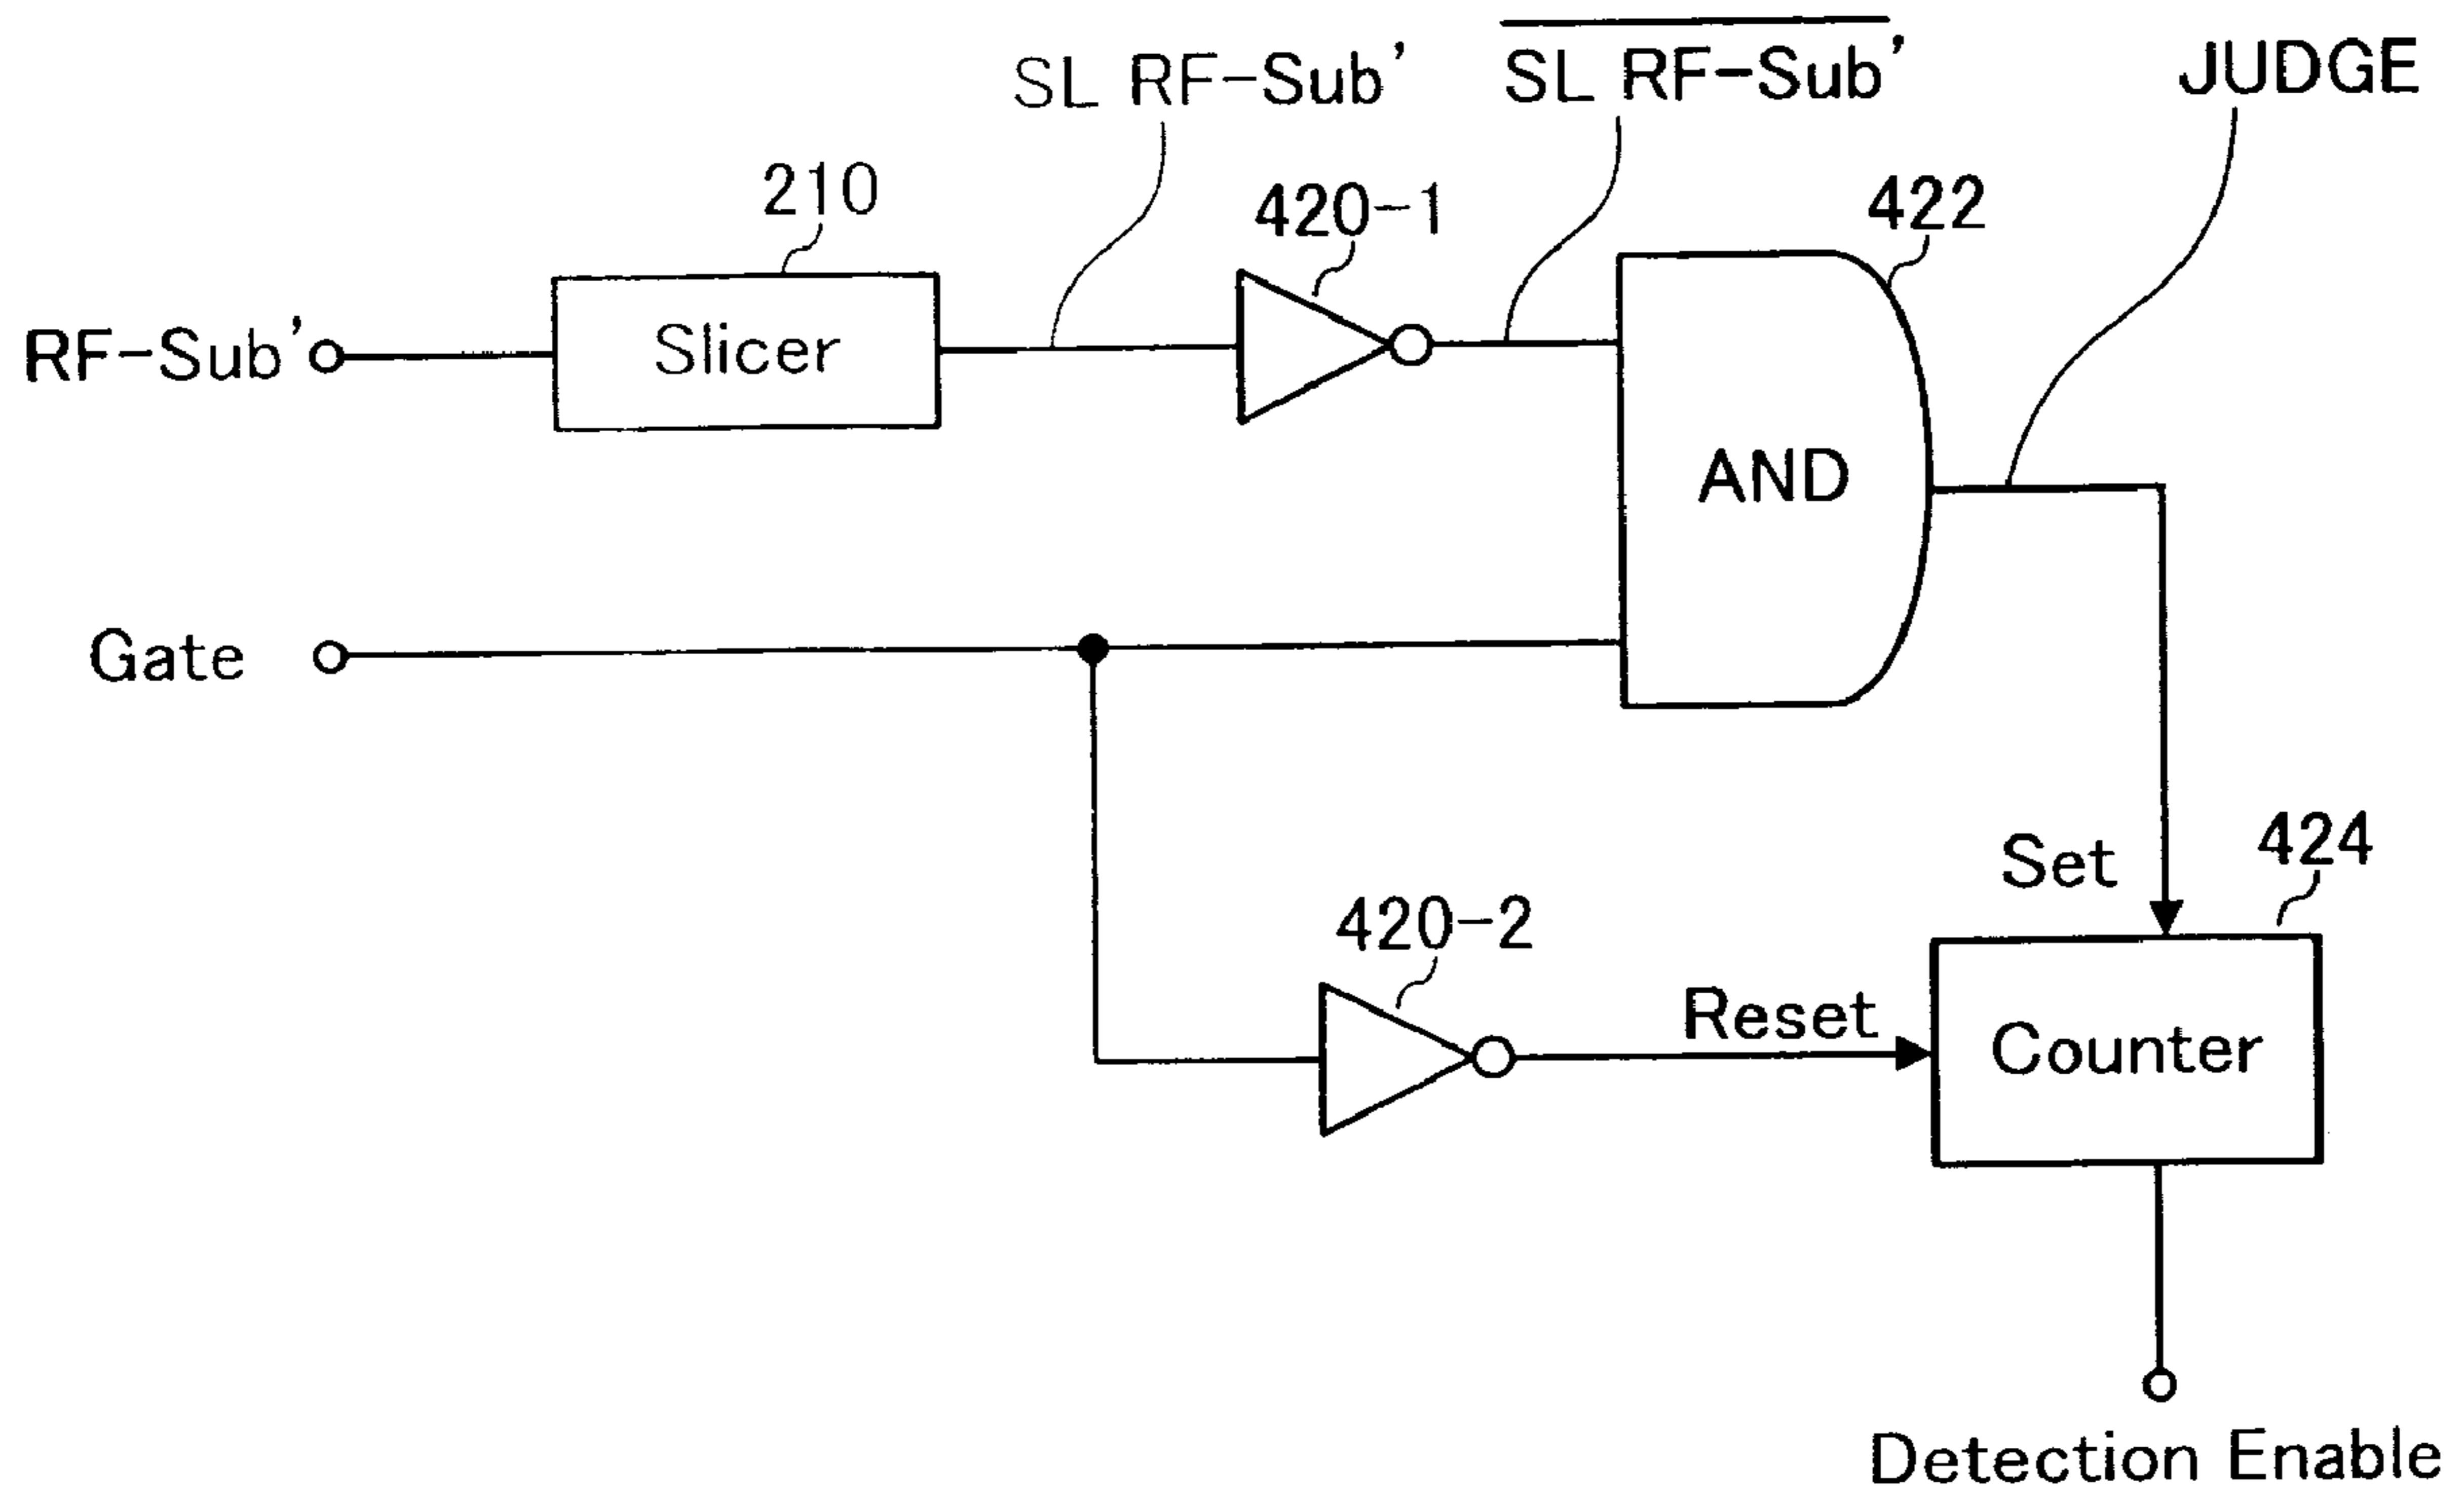 SL RF-Sub'
SL RF-Sub'
JUDGE
210
420-1
422
RF-Sub'
Slicer
AND
Gate
Set
424
420-2
Reset
Counter
Detection Enable